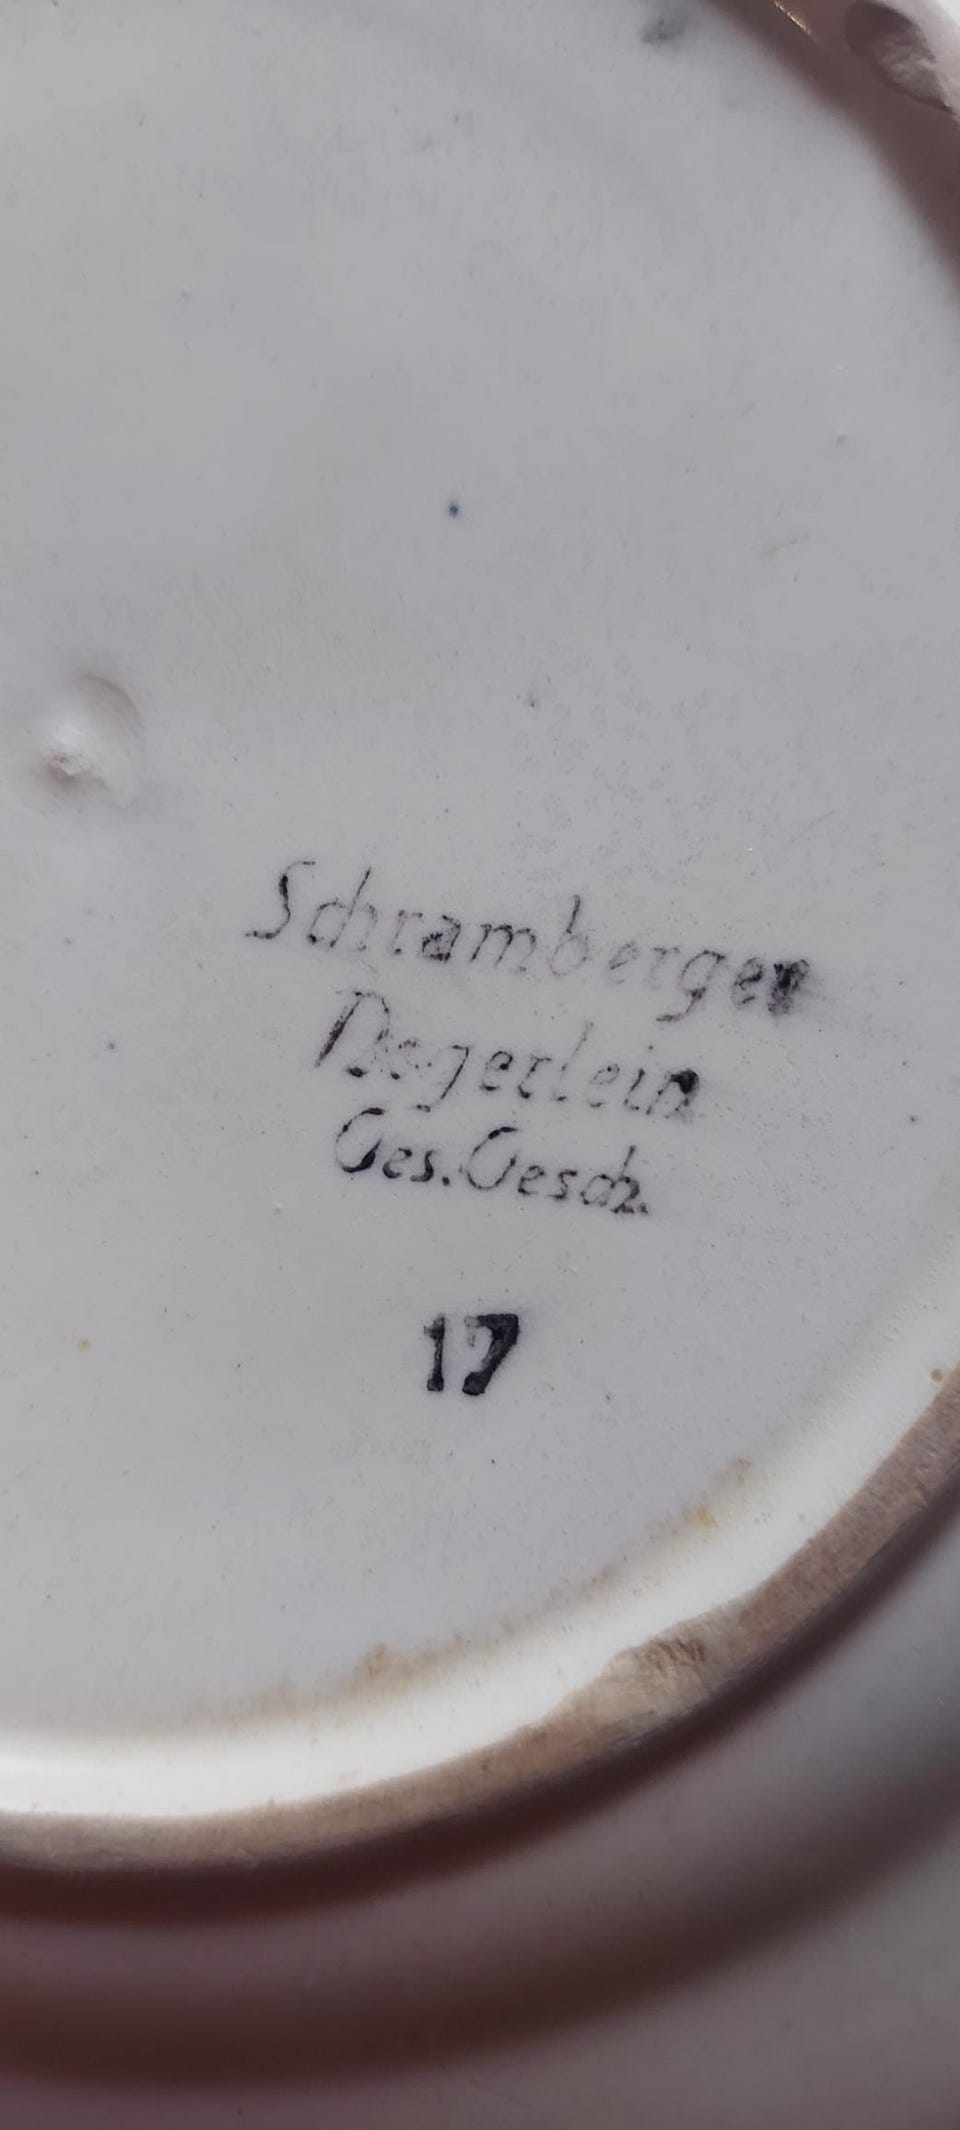 Schramberger
Degerlein
Ges. Gesch.
17